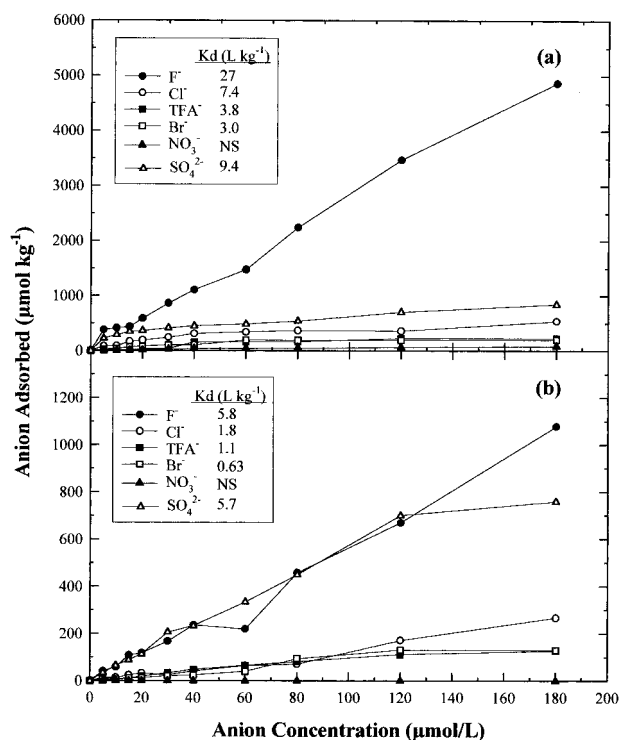 6000
(a)
Kd (L kg⁻¹)
F⁻ 27
Cl⁻ 7.4
TFA⁻ 3.8
Br⁻ 3.0
NO₃⁻ NS
SO₄²⁻ 9.4
5000
4000
3000
2000
1000
0
Anion Adsorbed (µmol kg⁻¹)
(b)
Kd (L kg⁻¹)
F⁻ 5.8
Cl⁻ 1.8
TFA⁻ 1.1
Br⁻ 0.63
NO₃⁻ NS
SO₄²⁻ 5.7
1200
1000
800
600
400
200
0
0 20 40 60 80 100 120 140 160 180 200
Anion Concentration (µmol/L)